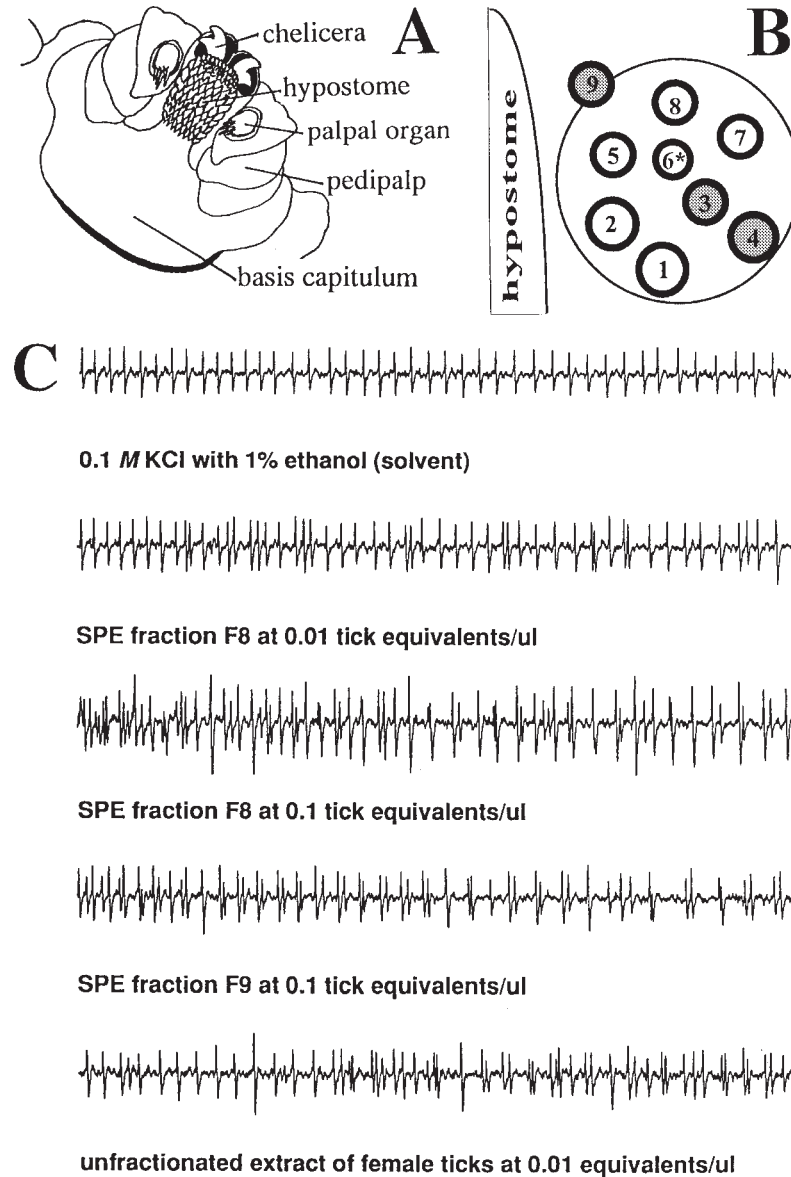 A
chelicera
hypostome
palpal organ
pedipalp
basis capitulum
B
hypostome
9
8
7
5
6*
3
2
4
1
C
0.1 M KCl with 1% ethanol (solvent)
SPE fraction F8 at 0.01 tick equivalents/ul
SPE fraction F8 at 0.1 tick equivalents/ul
SPE fraction F9 at 0.1 tick equivalents/ul
unfractionated extract of female ticks at 0.01 equivalents/ul